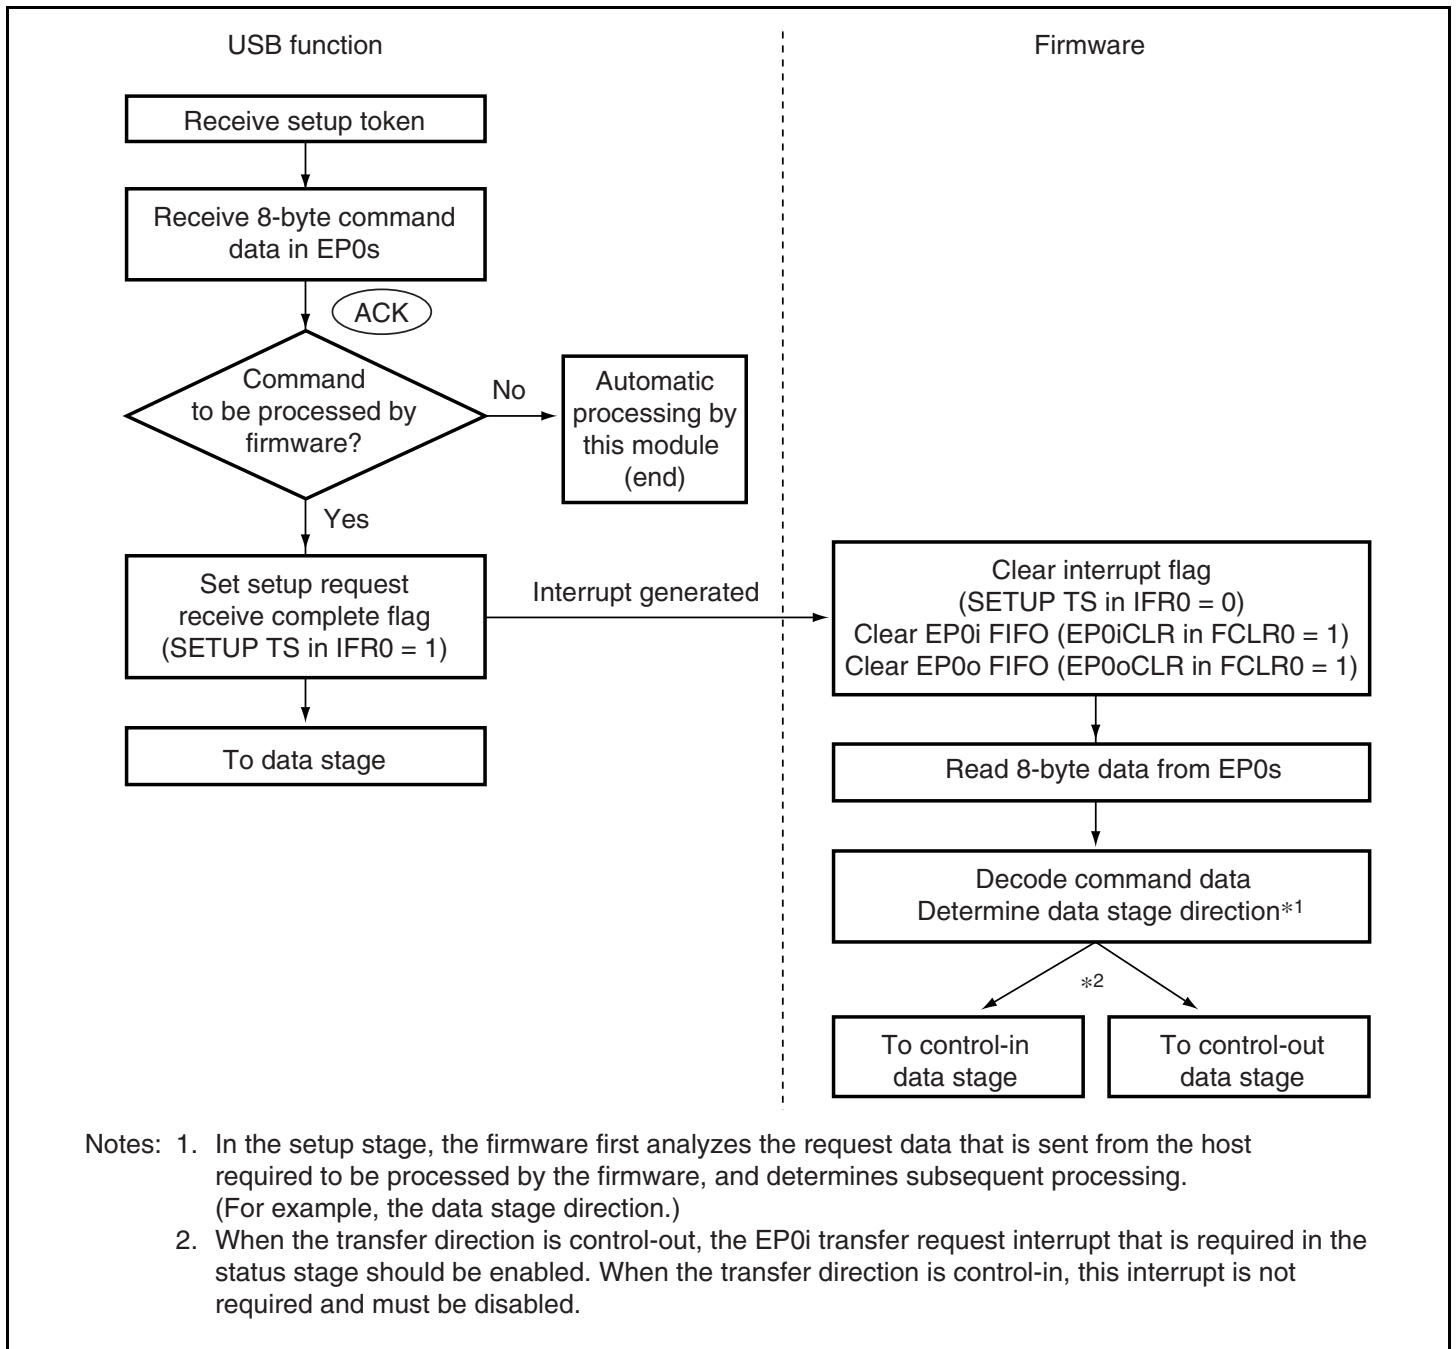 USB function
Firmware
Receive setup token
Receive 8-byte command
data in EP0s
ACK
Command
to be processed by
firmware?
No
Automatic
processing by
this module
(end)
Yes
Set setup request
receive complete flag
(SETUP TS in IFR0 = 1)
Interrupt generated
To data stage
Clear interrupt flag
(SETUP TS in IFR0 = 0)
Clear EP0i FIFO (EP0iCLR in FCLR0 = 1)
Clear EP0o FIFO (EP0oCLR in FCLR0 = 1)
Read 8-byte data from EP0s
Decode command data
Determine data stage direction*1
*2
To control-in
data stage
To control-out
data stage
Notes: 1. In the setup stage, the firmware first analyzes the request data that is sent from the host
required to be processed by the firmware, and determines subsequent processing.
(For example, the data stage direction.)
2. When the transfer direction is control-out, the EP0i transfer request interrupt that is required in the
status stage should be enabled. When the transfer direction is control-in, this interrupt is not
required and must be disabled.